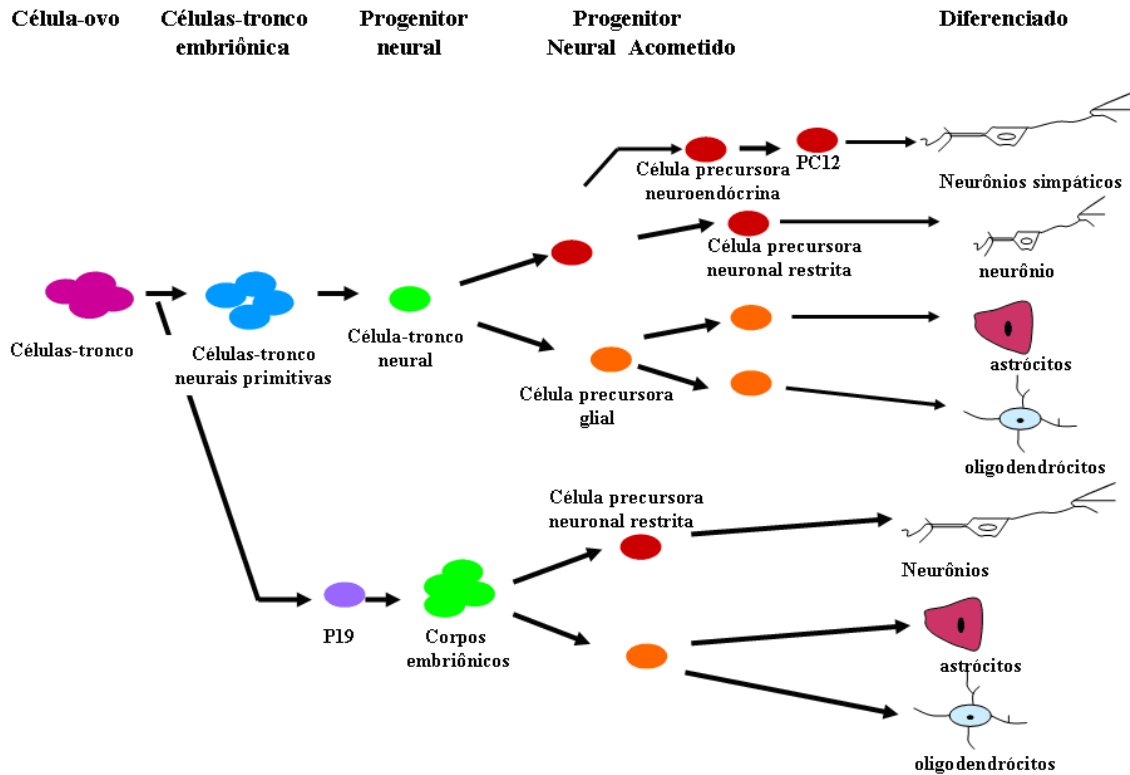 Célula-ovo
Células-tronco
embriônica
Progenitor
neural
Progenitor
Neural Acometido
Diferenciado
Célula precursora
neuroendócrina
PC12
Neurônios simpáticos
Célula precursora
neuronal restrita
neurônio
Células-tronco
Células-tronco
neurais primitivas
Célula-tronco
neural
Célula precursora
glial
astrócitos
oligodendrócitos
Célula precursora
neuronal restrita
Neurônios
P19
Corpos
embriônicos
astrócitos
oligodendrócitos